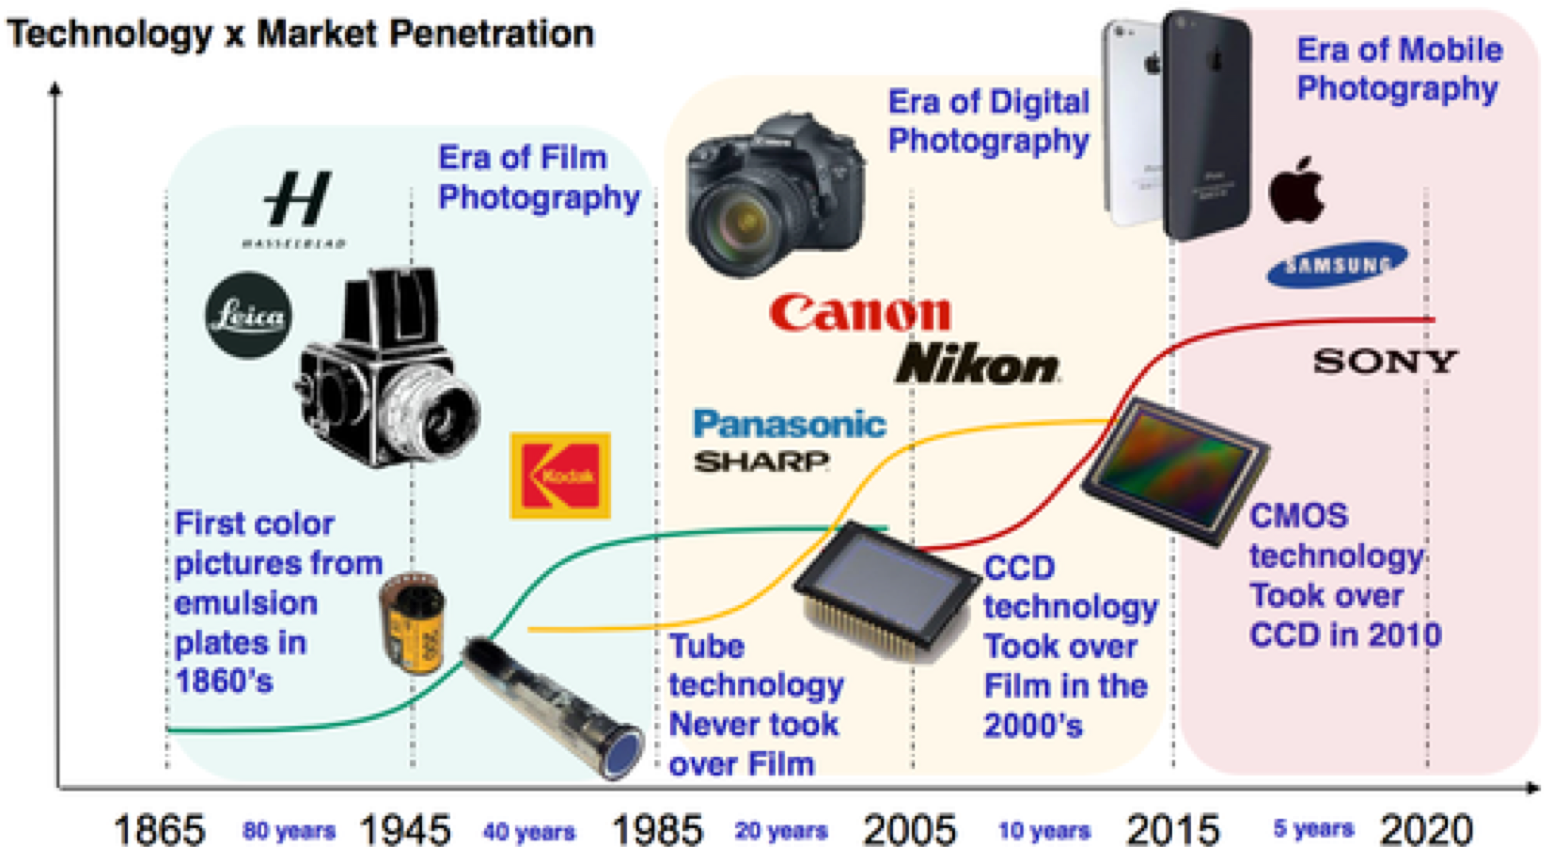 Technology x Market Penetration
Era of Film
Photography
HASSELBLAD
Leica
Kodak
First color
pictures from
emulsion
plates in
1860's
Era of Digital
Photography
Canon
Canon
Nikon
Panasonic
SHARP
Tube
technology
Never took
over Film
CCD
technology
Took over
Film in the
2000's
Era of Mobile
Photography
iPhone
SAMSUNG
SONY
CMOS
technology
Took over
CCD in 2010
1865 80 years 1945 40 years 1985 20 years 2005 10 years 2015 5 years 2020